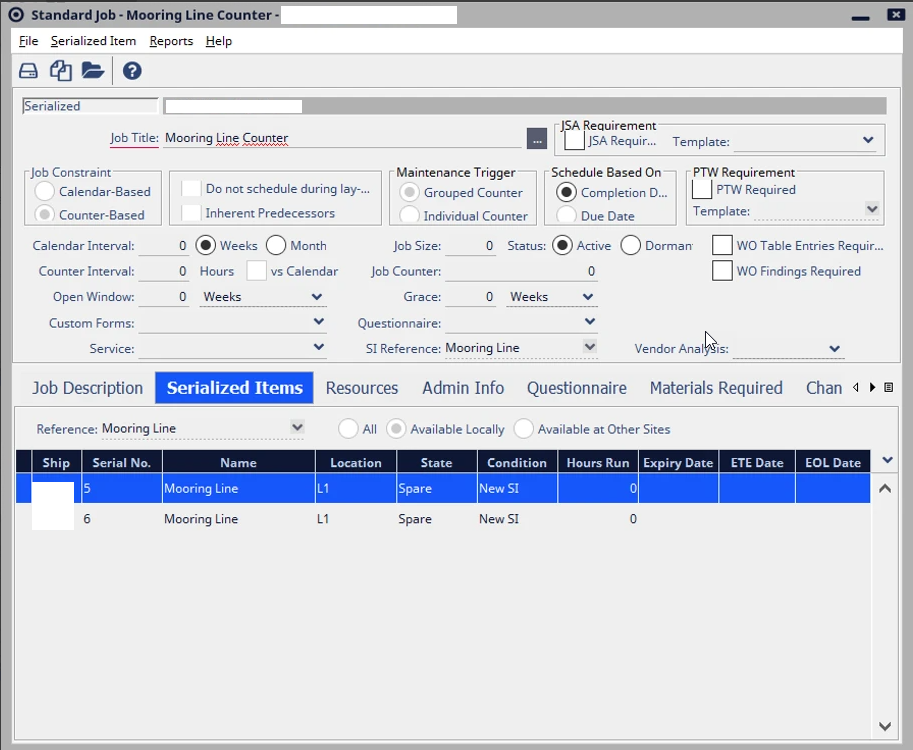 Standard Job - Mooring Line Counter -
File Serialized Item Reports Help
?
Serialized
Job Title: Mooring Line Counter ...
JSA Requirement
JSA Requir... Template:
Job Constraint
Calendar-Based
Counter-Based
Do not schedule during lay-...
Inherent Predecessors
Maintenance Trigger
Grouped Counter
Individual Counter
Schedule Based On
Completion D...
Due Date
PTW Requirement
PTW Required
Template:
Calendar Interval: 0 Weeks Month Job Size: 0 Status: Active Dorman WO Table Entries Requir...
Counter Interval: 0 Hours vs Calendar Job Counter: 0 WO Findings Required
Open Window: 0 Weeks Grace: 0 Weeks
Custom Forms: Questionnaire:
Service: SI Reference: Mooring Line Vendor Analysis:
Job Description Serialized Items Resources Admin Info Questionnaire Materials Required Chan
Reference: Mooring Line All Available Locally Available at Other Sites
Ship Serial No. Name Location State Condition Hours Run Expiry Date ETE Date EOL Date
5 Mooring Line L1 Spare New SI 0
6 Mooring Line L1 Spare New SI 0